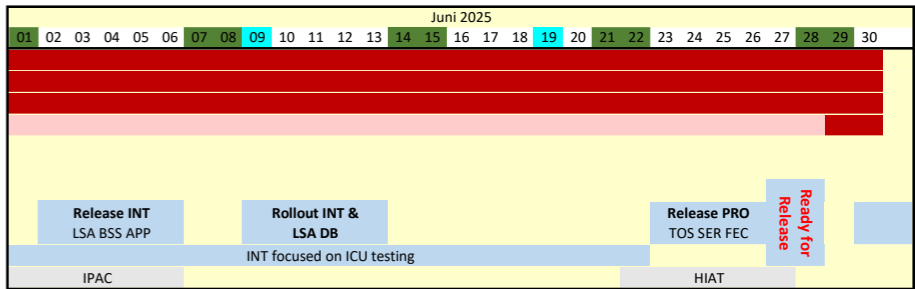 Juni 2025
01 02 03 04 05 06 07 08 09 10 11 12 13 14 15 16 17 18 19 20 21 22 23 24 25 26 27 28 29 30
Release INT
LSA BSS APP
Rollout INT &
LSA DB
Release PRO
TOS SER FEC
Ready for
Release
INT focused on ICU testing
IPAC
HIAT